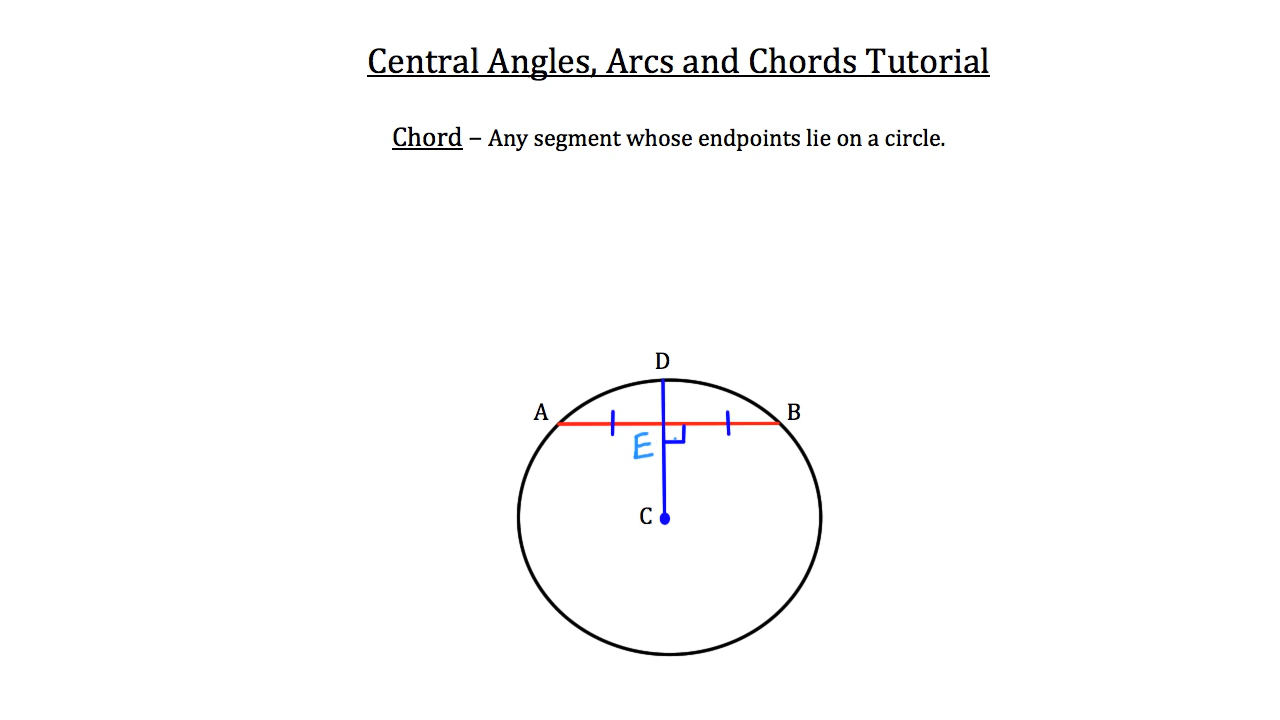 Central Angles, Arcs and Chords Tutorial
Chord – Any segment whose endpoints lie on a circle.
D
A
B
E
C